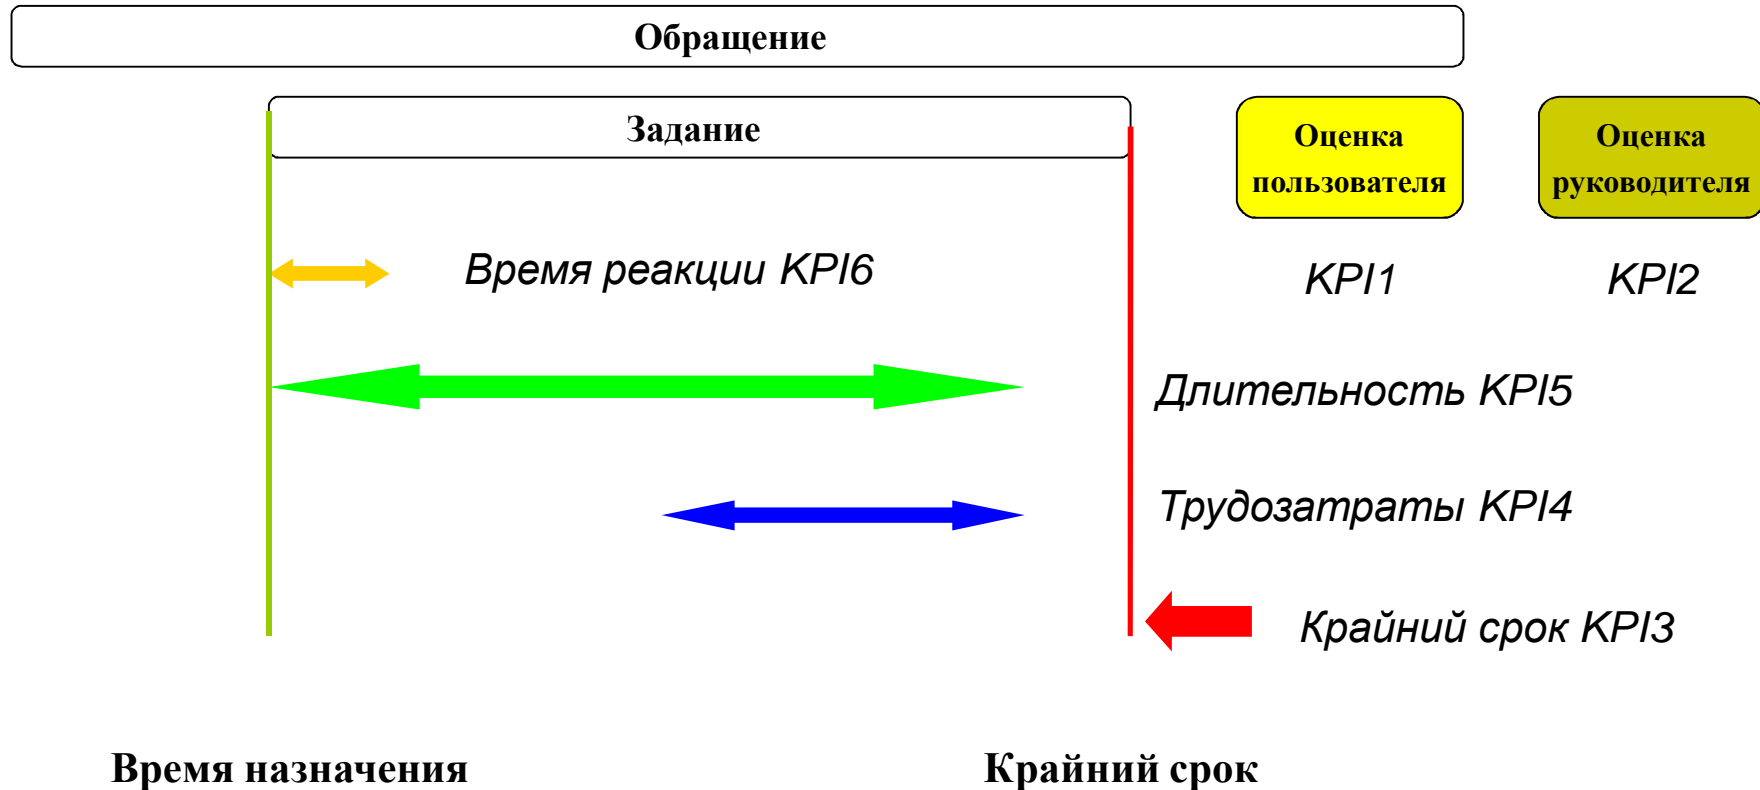 Обращение
Задание
Оценка
пользователя
Оценка
руководителя
Время реакции KPI6
KPI1
KPI2
Длительность KPI5
Трудозатраты KPI4
Крайний срок KPI3
Время назначения
Крайний срок